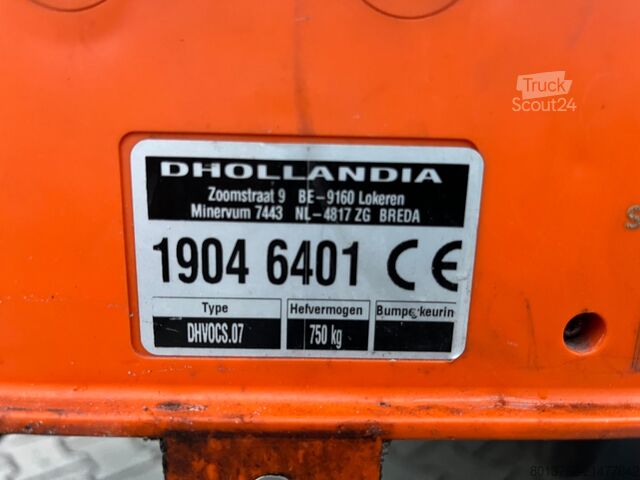 Truck
Scout24
DHOLLANDIA
Zoomstraat 9 BE-9160 Lokeren
Minervum 7443 NL-4817 ZG BREDA
1904 6401 CE
Type Hefvermogen Bumperkeurin
DHVOCS.07 750 kg